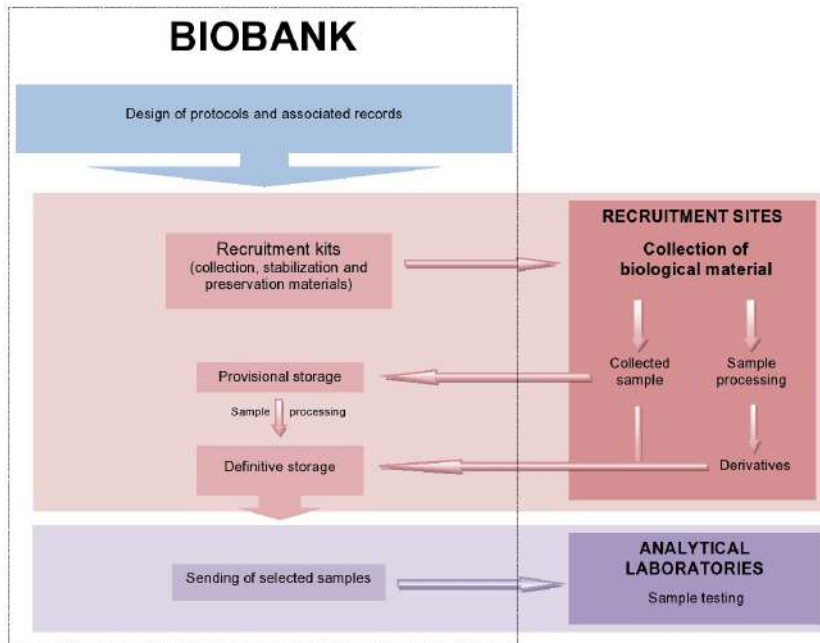 BIOBANK
Design of protocols and associated records
RECRUITMENT SITES
Collection of
biological material
Recruitment kits
(collection, stabilization and
preservation materials)
Collected
sample
Sample
processing
Provisional storage
Sample processing
Definitive storage
Derivatives
ANALYTICAL
LABORATORIES
Sending of selected samples
Sample testing